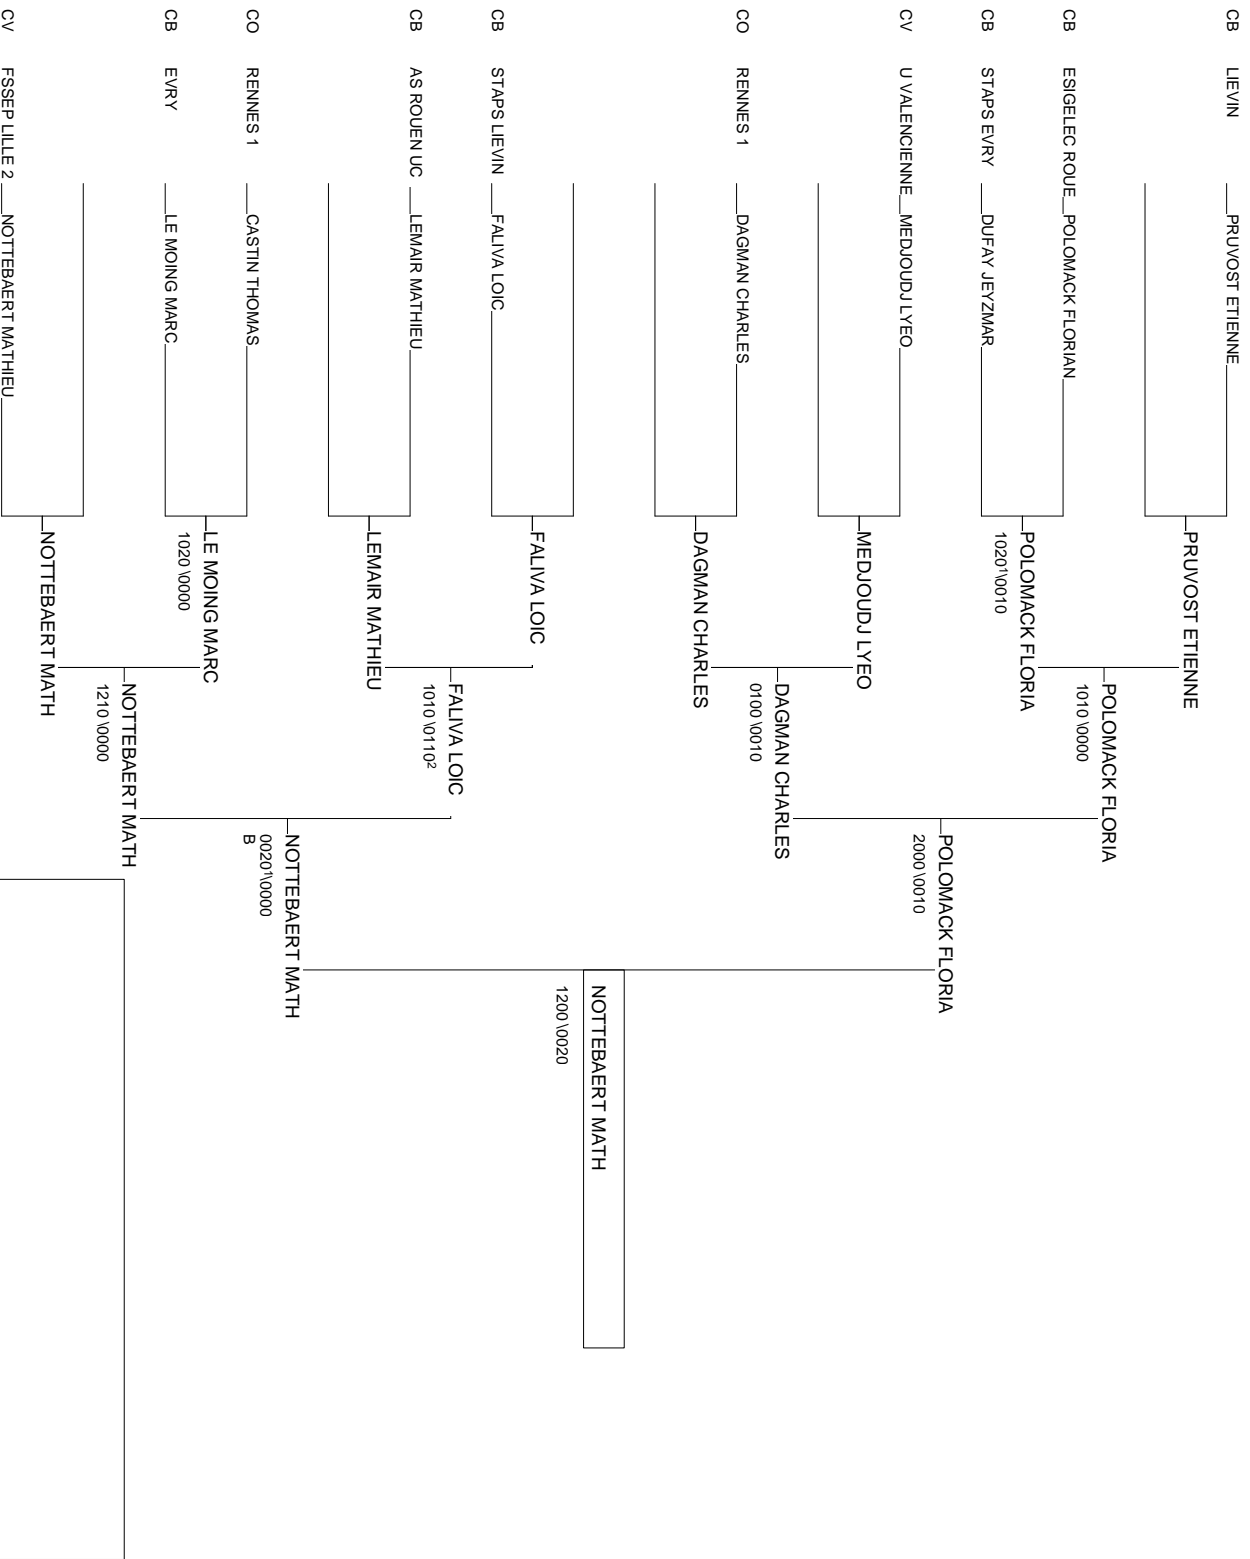 CB LIEVIN PRUVOST ETIENNE
PRUVOST ETIENNE
POLOMACK FLORIA
1010 \0000
CB ESIGELEC ROUE POLOMACK FLORIAN
POLOMACK FLORIA
1020¹\0010
CB STAPS EVRY DUFAY JEYZMAR
POLOMACK FLORIA
2000 \0010
CV U VALENCIENNE MEDJOUDJ LYEO
MEDJOUDJ LYEO
DAGMAN CHARLES
0100 \0010
CO RENNES 1 DAGMAN CHARLES
DAGMAN CHARLES
NOTTEBAERT MATH
1200 \0020
CB STAPS LIEVIN FALIVA LOIC
FALIVA LOIC
FALIVA LOIC
1010 \0110²
CB AS ROUEN UC LEMAIR MATHIEU
LEMAIR MATHIEU
NOTTEBAERT MATH
0020¹\0000
B
CO RENNES 1 CASTIN THOMAS
LE MOING MARC
1020 \0000
CB EVRY LE MOING MARC
NOTTEBAERT MATH
1210 \0000
NOTTEBAERT MATH
CV FSSEP LILLE 2 NOTTEBAERT MATHIEU